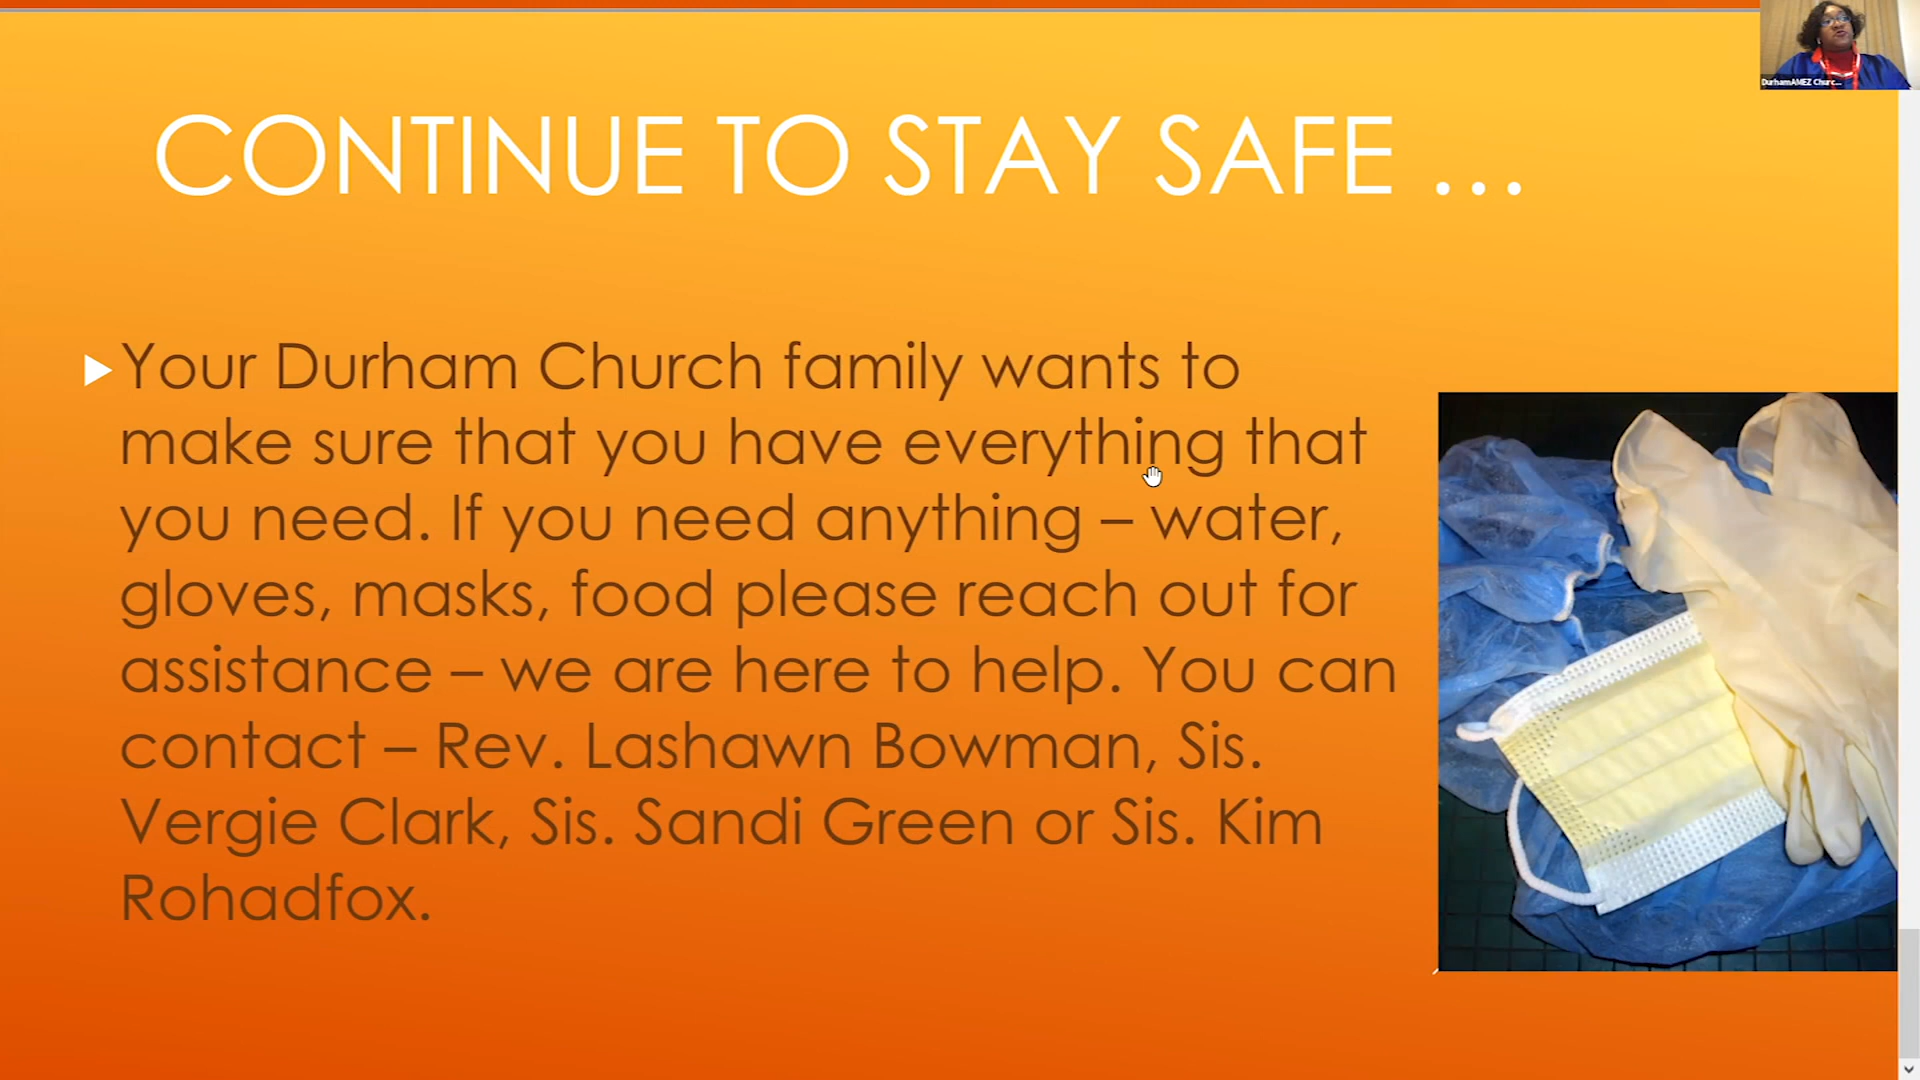 CONTINUE TO STAY SAFE ...
Your Durham Church family wants to
make sure that you have everything that
you need. If you need anything – water,
gloves, masks, food please reach out for
assistance – we are here to help. You can
contact – Rev. Lashawn Bowman, Sis.
Vergie Clark, Sis. Sandi Green or Sis. Kim
Rohadfox.
DurhamAMEZ Churc...